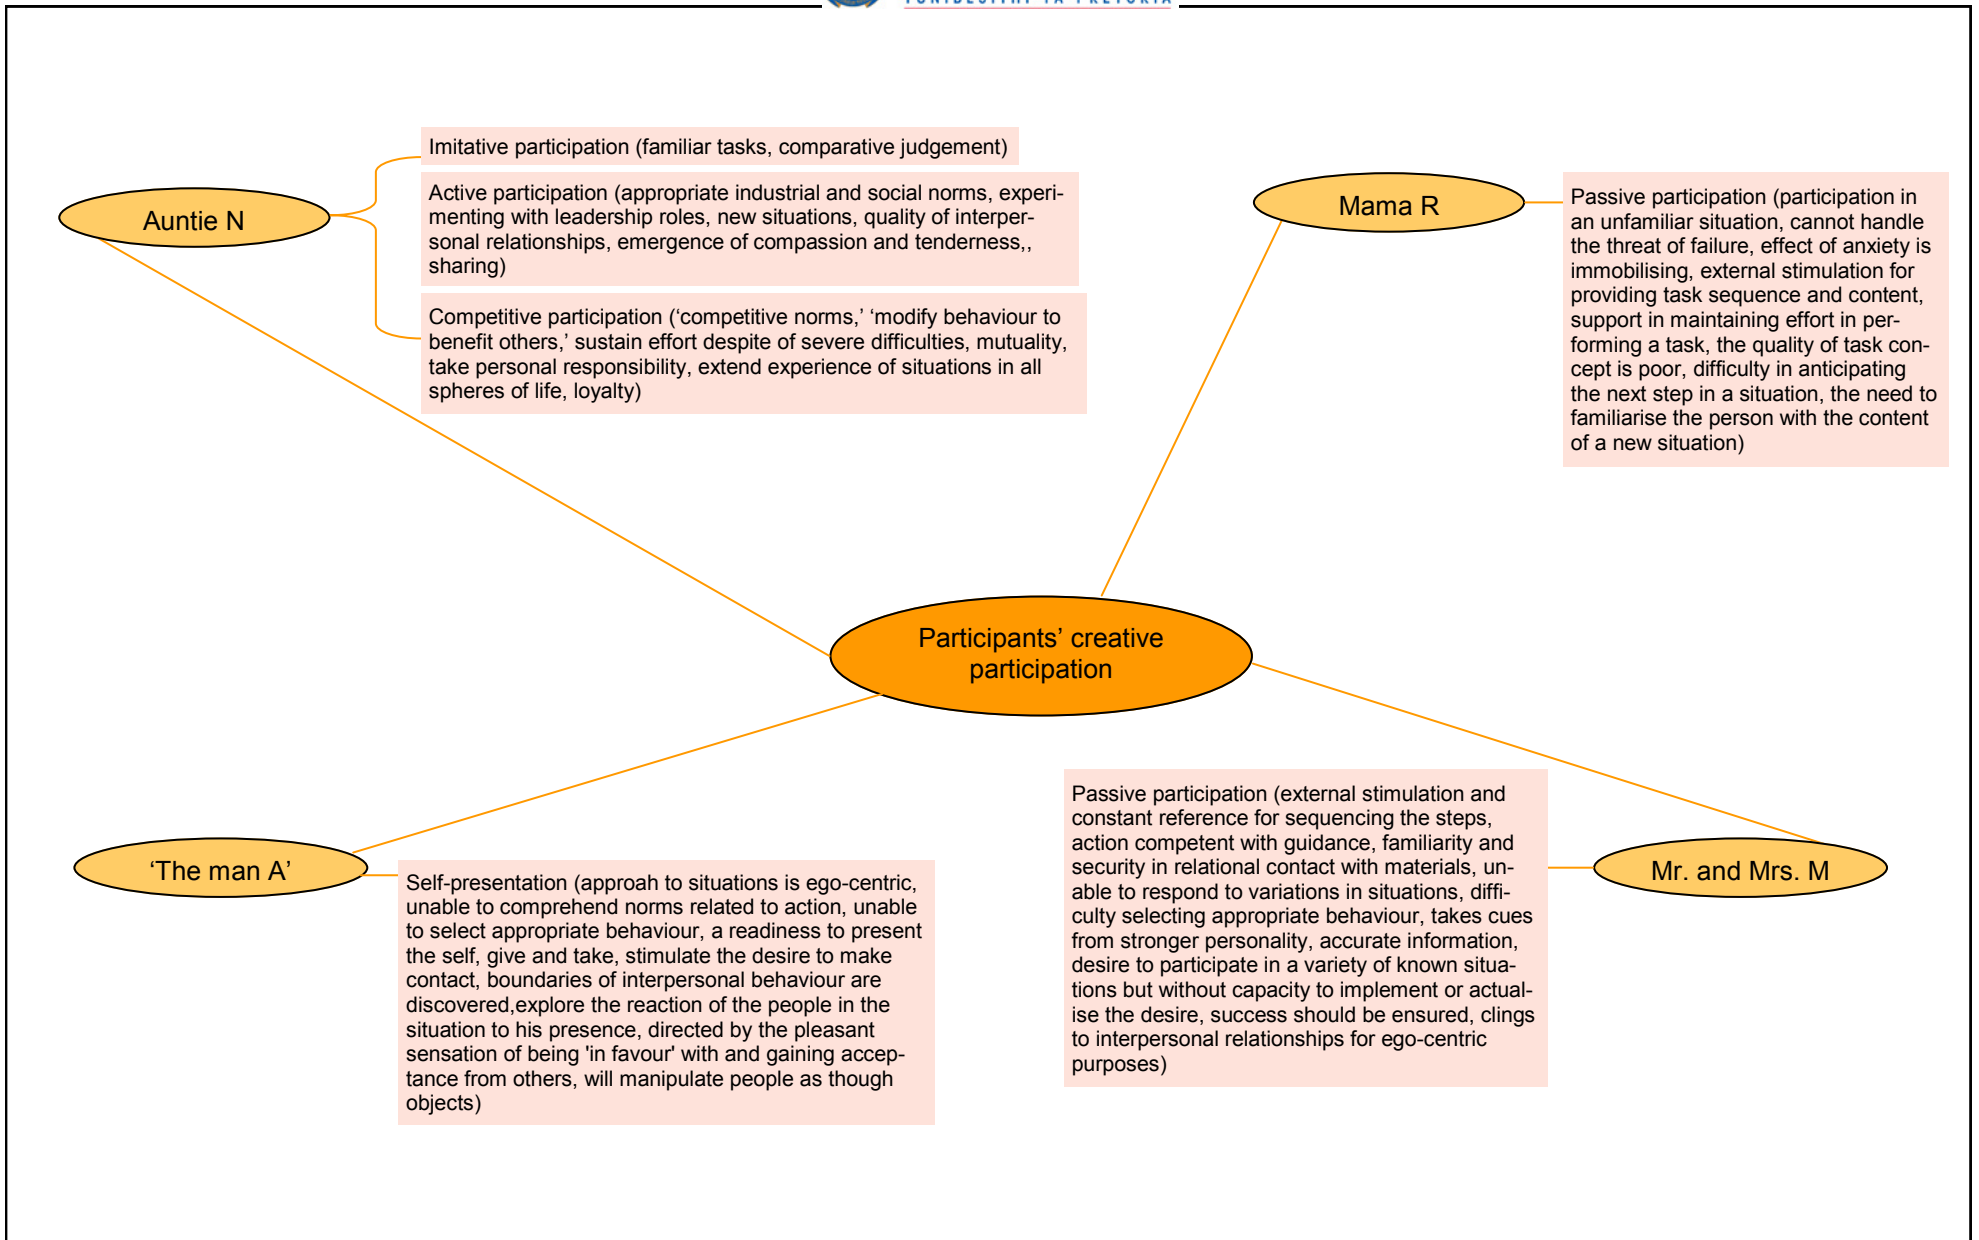 YUNIBESITHI YA PRETORIA
Imitative participation (familiar tasks, comparative judgement)
Auntie N
Active participation (appropriate industrial and social norms, experi-
menting with leadership roles, new situations, quality of interper-
sonal relationships, emergence of compassion and tenderness,,
sharing)
Competitive participation (‘competitive norms,’ ‘modify behaviour to
benefit others,’ sustain effort despite of severe difficulties, mutuality,
take personal responsibility, extend experience of situations in all
spheres of life, loyalty)
Mama R
Passive participation (participation in
an unfamiliar situation, cannot handle
the threat of failure, effect of anxiety is
immobilising, external stimulation for
providing task sequence and content,
support in maintaining effort in per-
forming a task, the quality of task con-
cept is poor, difficulty in anticipating
the next step in a situation, the need to
familiarise the person with the content
of a new situation)
Participants’ creative
participation
‘The man A’
Self-presentation (approah to situations is ego-centric,
unable to comprehend norms related to action, unable
to select appropriate behaviour, a readiness to present
the self, give and take, stimulate the desire to make
contact, boundaries of interpersonal behaviour are
discovered,explore the reaction of the people in the
situation to his presence, directed by the pleasant
sensation of being 'in favour' with and gaining accep-
tance from others, will manipulate people as though
objects)
Passive participation (external stimulation and
constant reference for sequencing the steps,
action competent with guidance, familiarity and
security in relational contact with materials, un-
able to respond to variations in situations, diffi-
culty selecting appropriate behaviour, takes cues
from stronger personality, accurate information,
desire to participate in a variety of known situa-
tions but without capacity to implement or actual-
ise the desire, success should be ensured, clings
to interpersonal relationships for ego-centric
purposes)
Mr. and Mrs. M